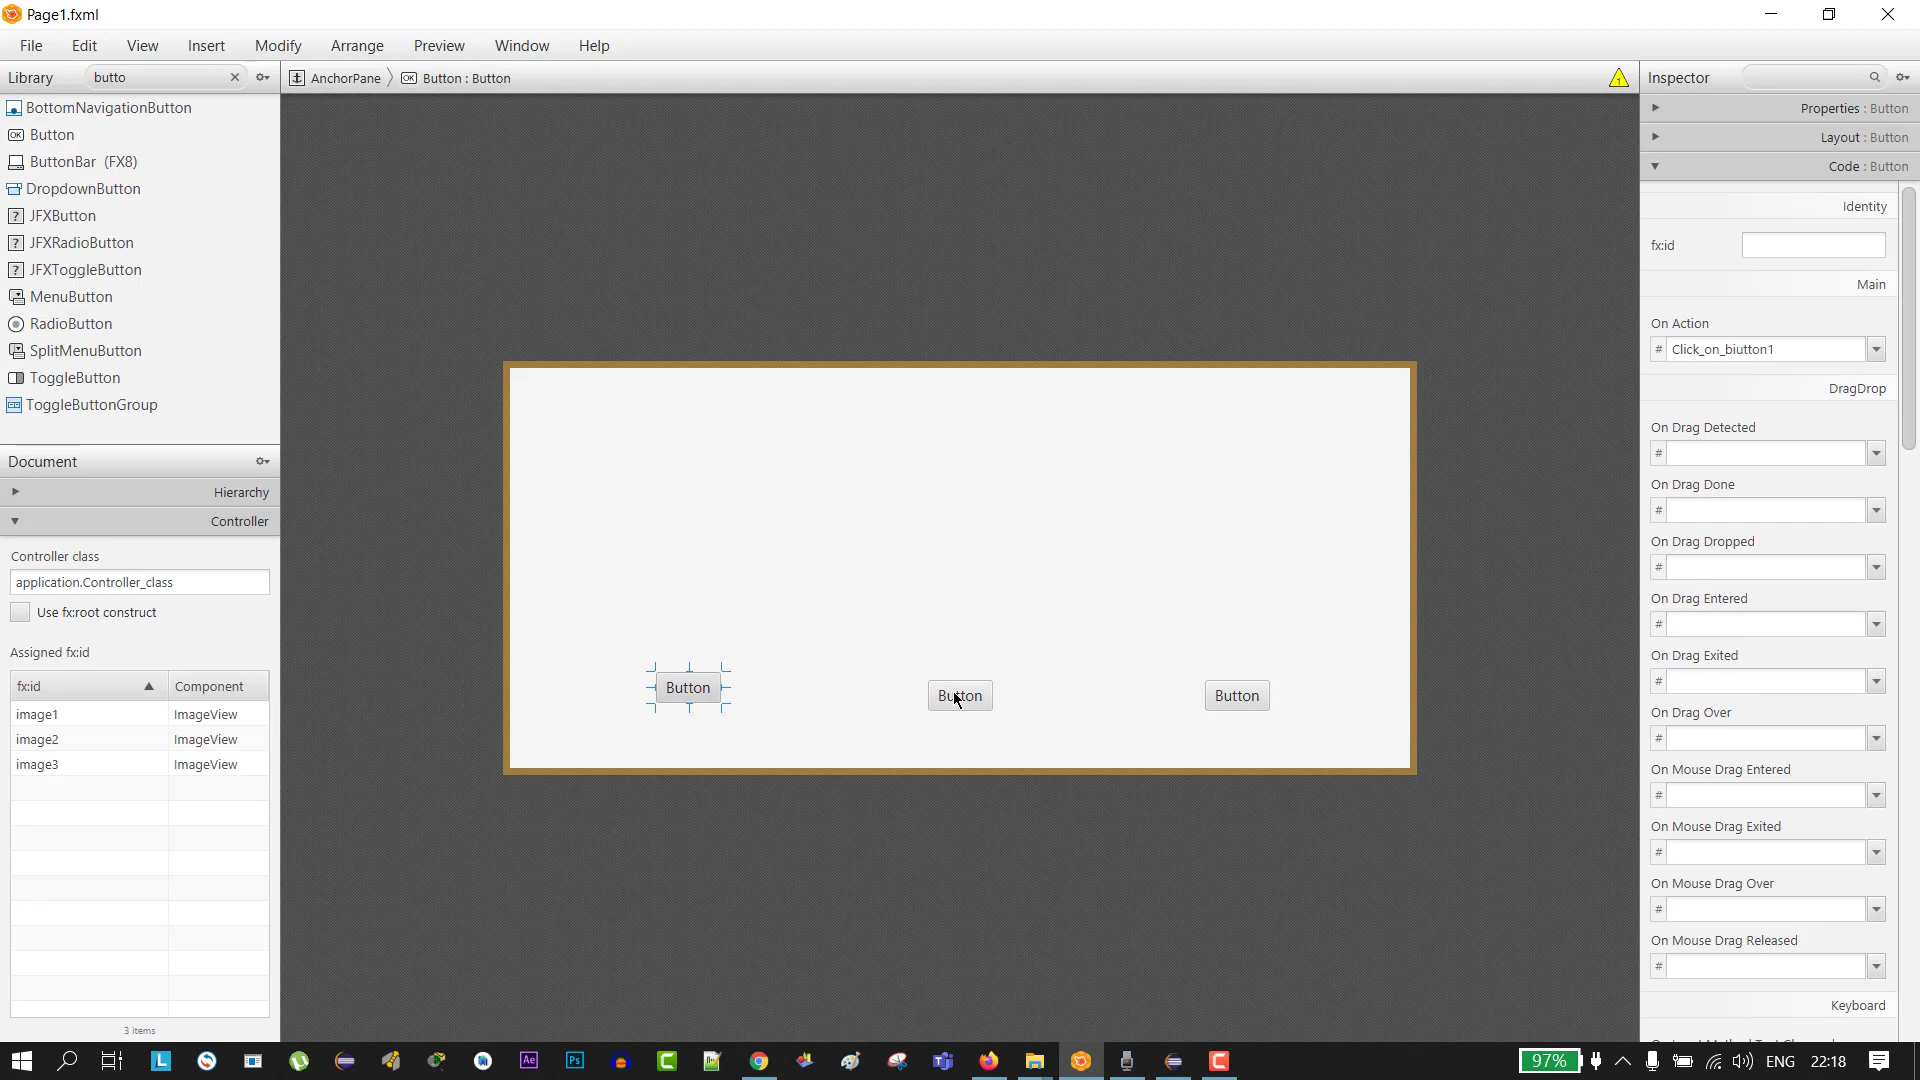 Page1.fxml
File Edit View Insert Modify Arrange Preview Window Help
Library butto
BottomNavigationButton
Button
ButtonBar (FX8)
DropdownButton
JFXButton
JFXRadioButton
JFXToggleButton
MenuButton
RadioButton
SplitMenuButton
ToggleButton
ToggleButtonGroup
Document
Hierarchy
Controller
Controller class
application.Controller_class
Use fx:root construct
Assigned fx:id
fx:id Component
image1 ImageView
image2 ImageView
image3 ImageView
3 items
AnchorPane Button : Button
1
Button Button Button
Inspector
Properties : Button
Layout : Button
Code : Button
Identity
fx:id
Main
On Action
# Click_on_biutton1
DragDrop
On Drag Detected
#
On Drag Done
#
On Drag Dropped
#
On Drag Entered
#
On Drag Exited
#
On Drag Over
#
On Mouse Drag Entered
#
On Mouse Drag Exited
#
On Mouse Drag Over
#
On Mouse Drag Released
#
Keyboard
L Ae Ps C C 97% ENG 22:18